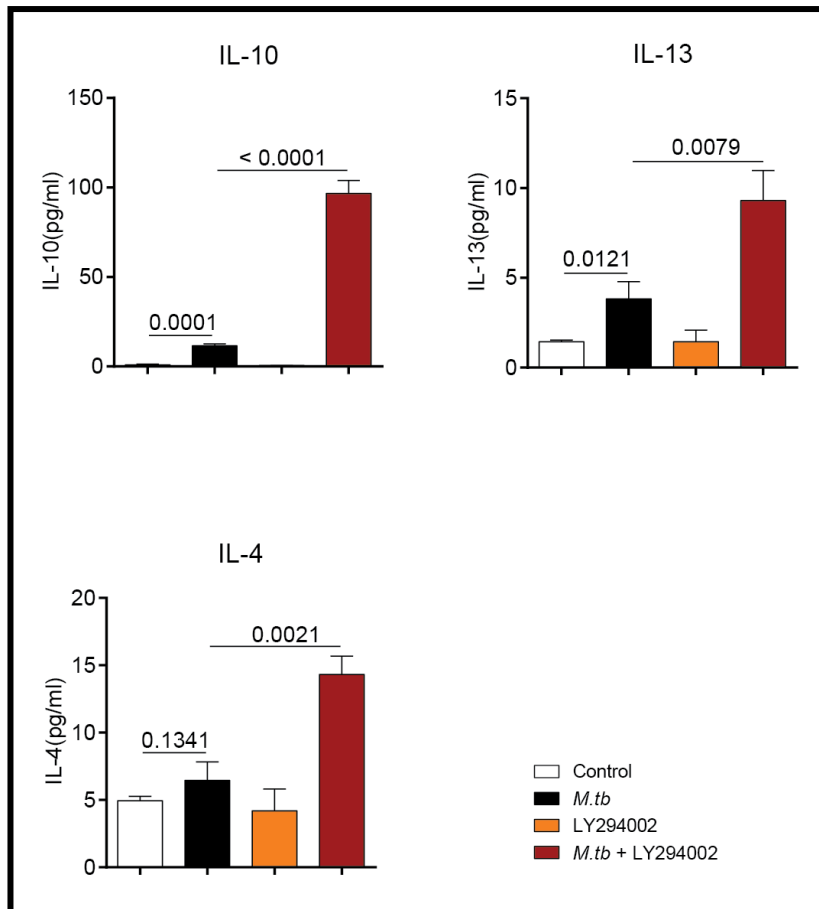 IL-10
150
100
50
0
IL-10(pg/ml)
< 0.0001
0.0001
IL-13
15
10
5
0
IL-13(pg/ml)
0.0079
0.0121
IL-4
20
15
10
5
0
IL-4(pg/ml)
0.0021
0.1341
Control
M.tb
LY294002
M.tb + LY294002